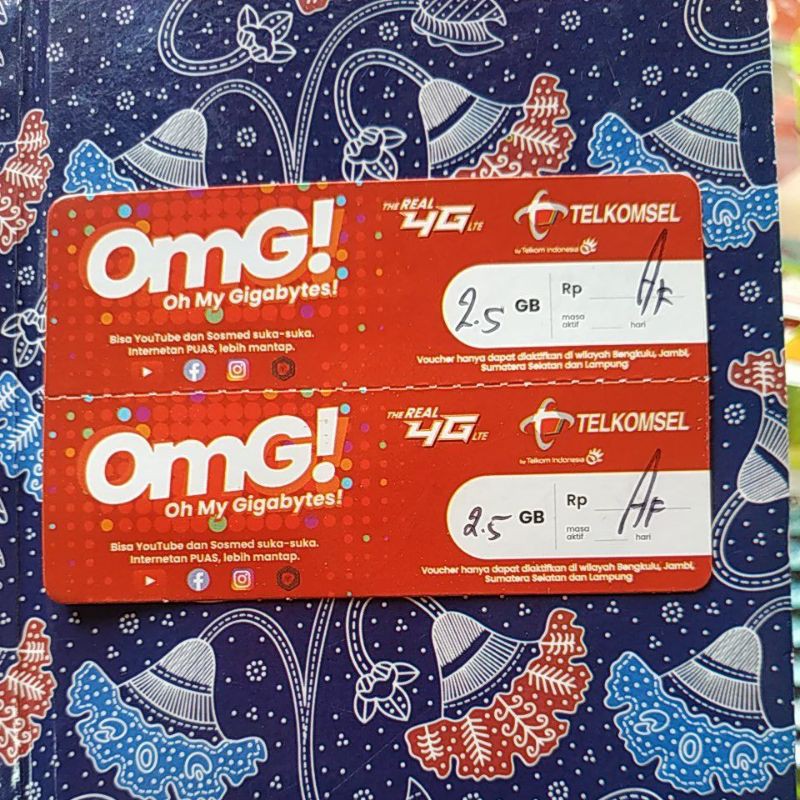 OmG!
Oh My Gigabytes!
Bisa YouTube dan Sosmed suka-suka.
Internetan PUAS, lebih mantap.
THE REAL
4G LTE
TELKOMSEL
by Telkom Indonesia
2.5 GB
Rp
AF
masa
aktif
hari
Voucher hanya dapat diaktifkan di wilayah Bengkulu, Jambi,
Sumatera Selatan dan Lampung
OmG!
Oh My Gigabytes!
Bisa YouTube dan Sosmed suka-suka.
Internetan PUAS, lebih mantap.
THE REAL
4G LTE
TELKOMSEL
by Telkom Indonesia
2.5 GB
Rp
AF
masa
aktif
hari
Voucher hanya dapat diaktifkan di wilayah Bengkulu, Jambi,
Sumatera Selatan dan Lampung